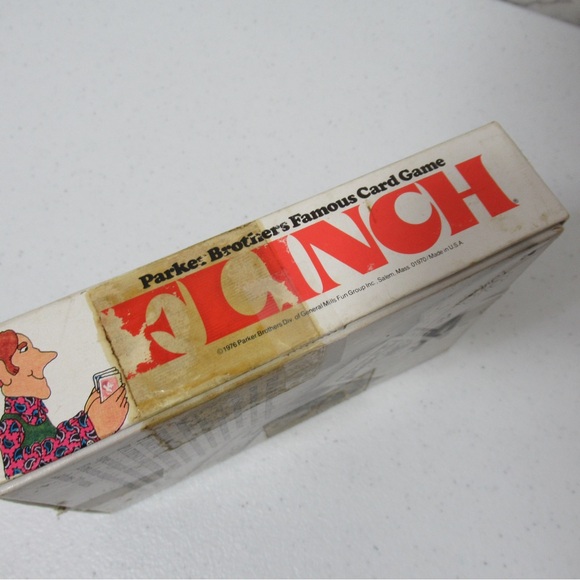 Parker Brothers Famous Card Game
FLINCH®
©1976 Parker Brothers Div. of General Mills Fun Group Inc. Salem, Mass. 01970/Made in U.S.A.